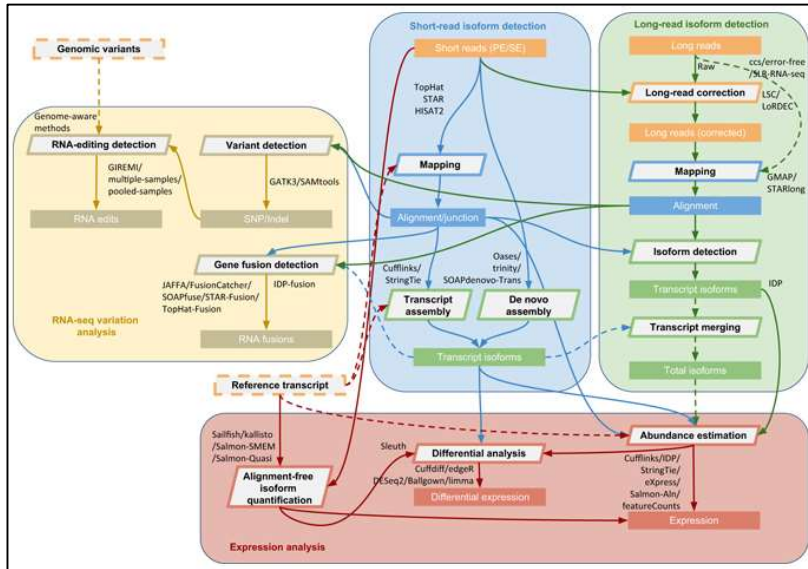 Short-read isoform detection
Long-read isoform detection
Genomic variants
Short reads (PE/SE)
Long reads
Raw
ccs/error-free
/SLR-RNA-seq
TopHat
STAR
HISAT2
Long-read correction
LSC/
LoRDEC
Genome-aware
methods
RNA-editing detection
Variant detection
Long reads (corrected)
GIREMI/
multiple-samples/
pooled-samples
GATK3/SAMtools
Mapping
Mapping
GMAP/
STARlong
RNA edits
SNP/Indel
Alignment/junction
Alignment
Gene fusion detection
Cufflinks/
StringTie
Oases/
trinity/
SOAPdenovo-Trans
Isoform detection
JAFFA/FusionCatcher/
SOAPfuse/STAR-Fusion/
TopHat-Fusion
IDP-fusion
Transcript
assembly
De novo
assembly
Transcript isoforms
IDP
RNA-seq variation
analysis
RNA fusions
Transcript merging
Transcript isoforms
Total isoforms
Reference transcript
Sailfish/kallisto
/Salmon-SMEM
/Salmon-Quasi
Sleuth
Differential analysis
Abundance estimation
Cuffdiff/edgeR
DESeq2/Ballgown/limma
Cufflinks/IDP/
StringTie/
eXpress/
Salmon-Aln/
featureCounts
Alignment-free
isoform
quantification
Differential expression
Expression
Expression analysis